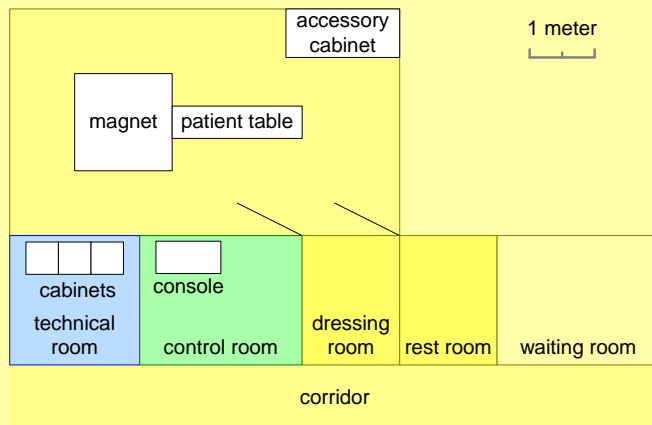 accessory
cabinet
1 meter
magnet
patient table
cabinets
console
technical
room
control room
dressing
room
rest room
waiting room
corridor